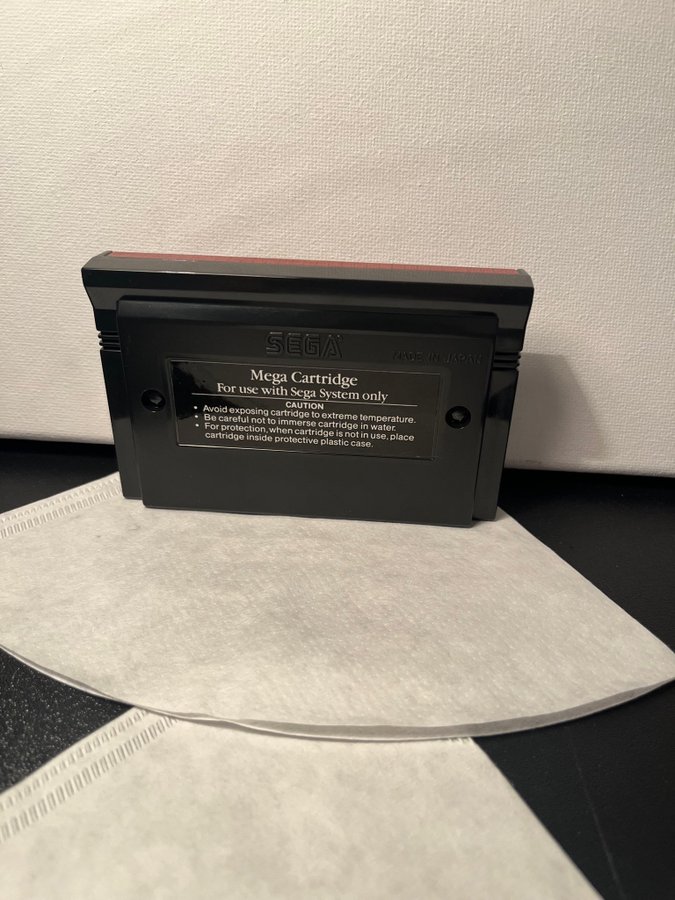 SEGA
MADE IN JAPAN
Mega Cartridge
For use with Sega System only
CAUTION
• Avoid exposing cartridge to extreme temperature.
• Be careful not to immerse cartridge in water.
• For protection, when cartridge is not in use, place
cartridge inside protective plastic case.